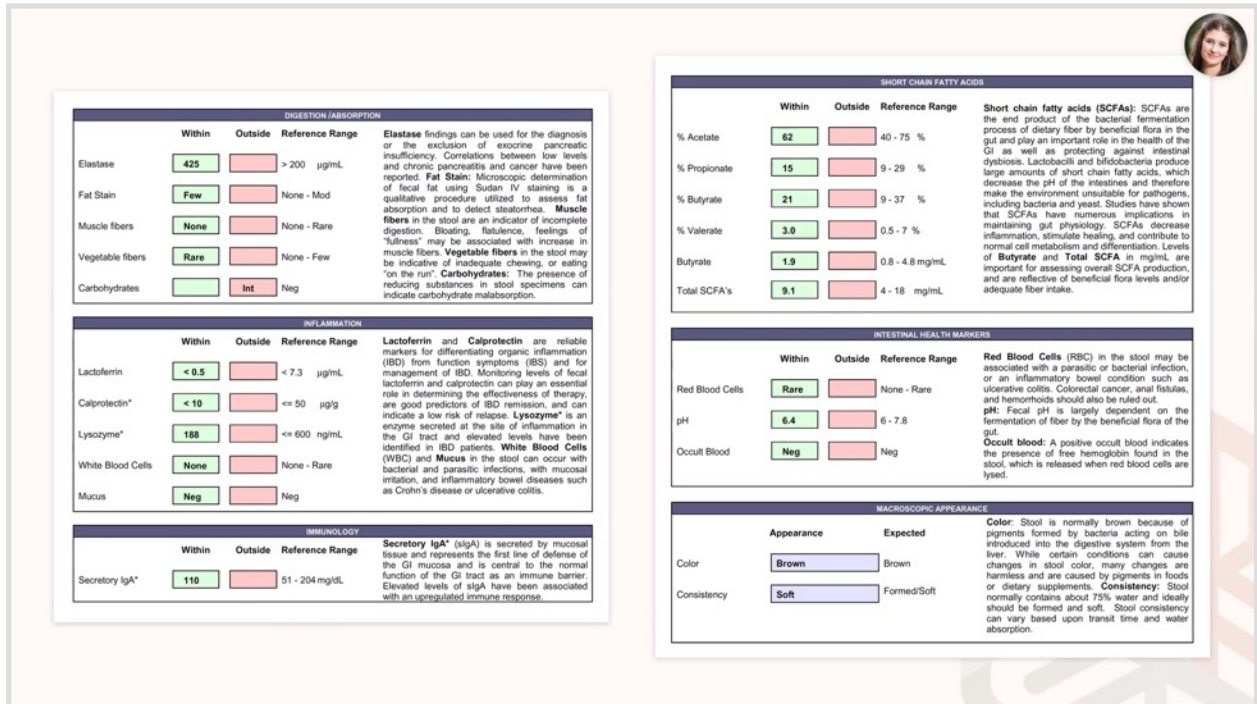 DIGESTION /ABSORPTION
Within Outside Reference Range
Elastase 425 > 200 µg/mL
Fat Stain Few None - Mod
Muscle fibers None None - Rare
Vegetable fibers Rare None - Few
Carbohydrates Int Neg
Elastase findings can be used for the diagnosis
or the exclusion of exocrine pancreatic
insufficiency. Correlations between low levels
and chronic pancreatitis and cancer have been
reported. Fat Stain: Microscopic determination
of fecal fat using Sudan IV staining is a
qualitative procedure utilized to assess fat
absorption and to detect steatorrhea. Muscle
fibers in the stool are an indicator of incomplete
digestion. Bloating, flatulence, feelings of
"fullness" may be associated with increase in
muscle fibers. Vegetable fibers in the stool may
be indicative of inadequate chewing, or eating
"on the run". Carbohydrates: The presence of
reducing substances in stool specimens can
indicate carbohydrate malabsorption.
INFLAMMATION
Within Outside Reference Range
Lactoferrin < 0.5 < 7.3 µg/mL
Calprotectin* < 10 <= 50 µg/g
Lysozyme* 188 <= 600 ng/mL
White Blood Cells None None - Rare
Mucus Neg Neg
Lactoferrin and Calprotectin are reliable
markers for differentiating organic inflammation
(IBD) from function symptoms (IBS) and for
management of IBD. Monitoring levels of fecal
lactoferrin and calprotectin can play an essential
role in determining the effectiveness of therapy,
are good predictors of IBD remission, and can
indicate a low risk of relapse. Lysozyme* is an
enzyme secreted at the site of inflammation in
the GI tract and elevated levels have been
identified in IBD patients. White Blood Cells
(WBC) and Mucus in the stool can occur with
bacterial and parasitic infections, with mucosal
irritation, and inflammatory bowel diseases such
as Crohn's disease or ulcerative colitis.
IMMUNOLOGY
Within Outside Reference Range
Secretory IgA* 110 51 - 204 mg/dL
Secretory IgA* (sIgA) is secreted by mucosal
tissue and represents the first line of defense of
the GI mucosa and is central to the normal
function of the GI tract as an immune barrier.
Elevated levels of sIgA have been associated
with an upregulated immune response.
SHORT CHAIN FATTY ACIDS
Within Outside Reference Range
% Acetate 62 40 - 75 %
% Propionate 15 9 - 29 %
% Butyrate 21 9 - 37 %
% Valerate 3.0 0.5 - 7 %
Butyrate 1.9 0.8 - 4.8 mg/mL
Total SCFA's 9.1 4 - 18 mg/mL
Short chain fatty acids (SCFAs): SCFAs are
the end product of the bacterial fermentation
process of dietary fiber by beneficial flora in the
gut and play an important role in the health of the
GI as well as protecting against intestinal
dysbiosis. Lactobacilli and bifidobacteria produce
large amounts of short chain fatty acids, which
decrease the pH of the intestines and therefore
make the environment unsuitable for pathogens,
including bacteria and yeast. Studies have shown
that SCFAs have numerous implications in
maintaining gut physiology. SCFAs decrease
inflammation, stimulate healing, and contribute to
normal cell metabolism and differentiation. Levels
of Butyrate and Total SCFA in mg/mL are
important for assessing overall SCFA production,
and are reflective of beneficial flora levels and/or
adequate fiber intake.
INTESTINAL HEALTH MARKERS
Within Outside Reference Range
Red Blood Cells Rare None - Rare
pH 6.4 6 - 7.8
Occult Blood Neg Neg
Red Blood Cells (RBC) in the stool may be
associated with a parasitic or bacterial infection,
or an inflammatory bowel condition such as
ulcerative colitis. Colorectal cancer, anal fistulas,
and hemorrhoids should also be ruled out.
pH: Fecal pH is largely dependent on the
fermentation of fiber by the beneficial flora of the
gut.
Occult blood: A positive occult blood indicates
the presence of free hemoglobin found in the
stool, which is released when red blood cells are
lysed.
MACROSCOPIC APPEARANCE
Appearance Expected
Color Brown Brown
Consistency Soft Formed/Soft
Color: Stool is normally brown because of
pigments formed by bacteria acting on bile
introduced into the digestive system from the
liver. While certain conditions can cause
changes in stool color, many changes are
harmless and are caused by pigments in foods
or dietary supplements. Consistency: Stool
normally contains about 75% water and ideally
should be formed and soft. Stool consistency
can vary based upon transit time and water
absorption.